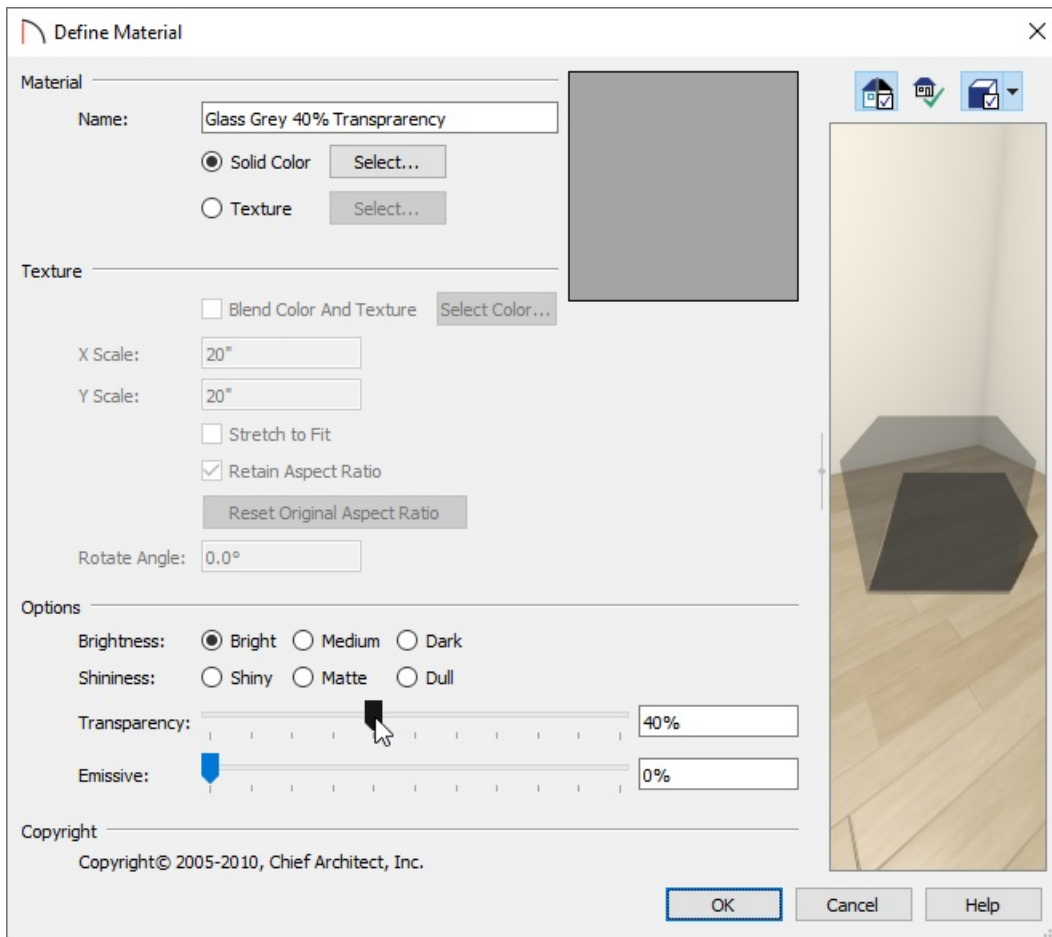 Define Material
Material
Name: Glass Grey 40% Transprarency
Solid Color Select...
Texture Select...
Texture
Blend Color And Texture Select Color...
X Scale: 20"
Y Scale: 20"
Stretch to Fit
Retain Aspect Ratio
Reset Original Aspect Ratio
Rotate Angle: 0.0°
Options
Brightness: Bright Medium Dark
Shininess: Shiny Matte Dull
Transparency: 40%
Emissive: 0%
Copyright
Copyright© 2005-2010, Chief Architect, Inc.
OK Cancel Help